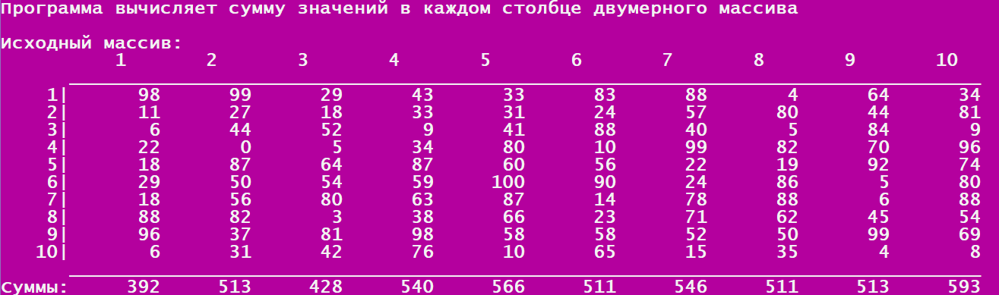 Программа вычисляет сумму значений в каждом столбце двумерного массива
Исходный массив:
1 2 3 4 5 6 7 8 9 10
1| 98 99 29 43 33 83 88 4 64 34
2| 11 27 18 33 31 24 57 80 44 81
3| 6 44 52 9 41 88 40 5 84 9
4| 22 0 5 34 80 10 99 82 70 96
5| 18 87 64 87 60 56 22 19 92 74
6| 29 50 54 59 100 90 24 86 5 80
7| 18 56 80 63 87 14 78 88 6 88
8| 88 82 3 38 66 23 71 62 45 54
9| 96 37 81 98 58 58 52 50 99 69
10| 6 31 42 76 10 65 15 35 4 8
Суммы: 392 513 428 540 566 511 546 511 513 593